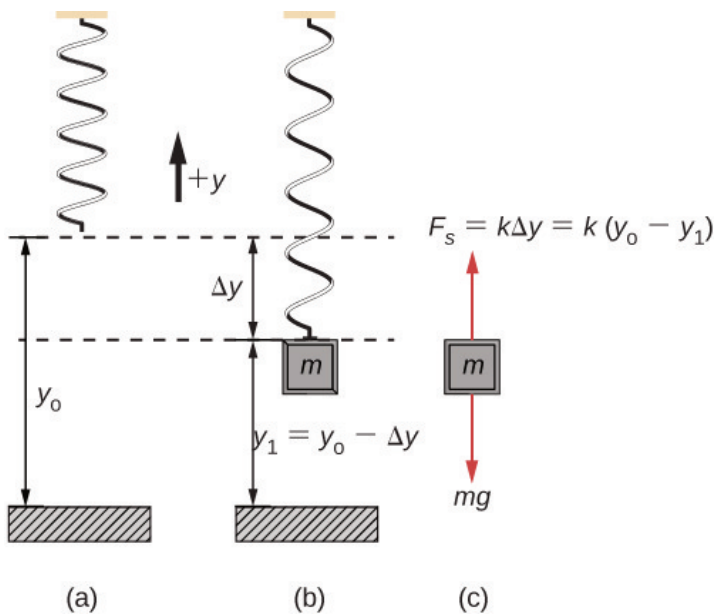 +y
F_s = kΔy = k (y_o − y_1)
Δy
m
m
y_o
y_1 = y_o − Δy
mg
(a)
(b)
(c)